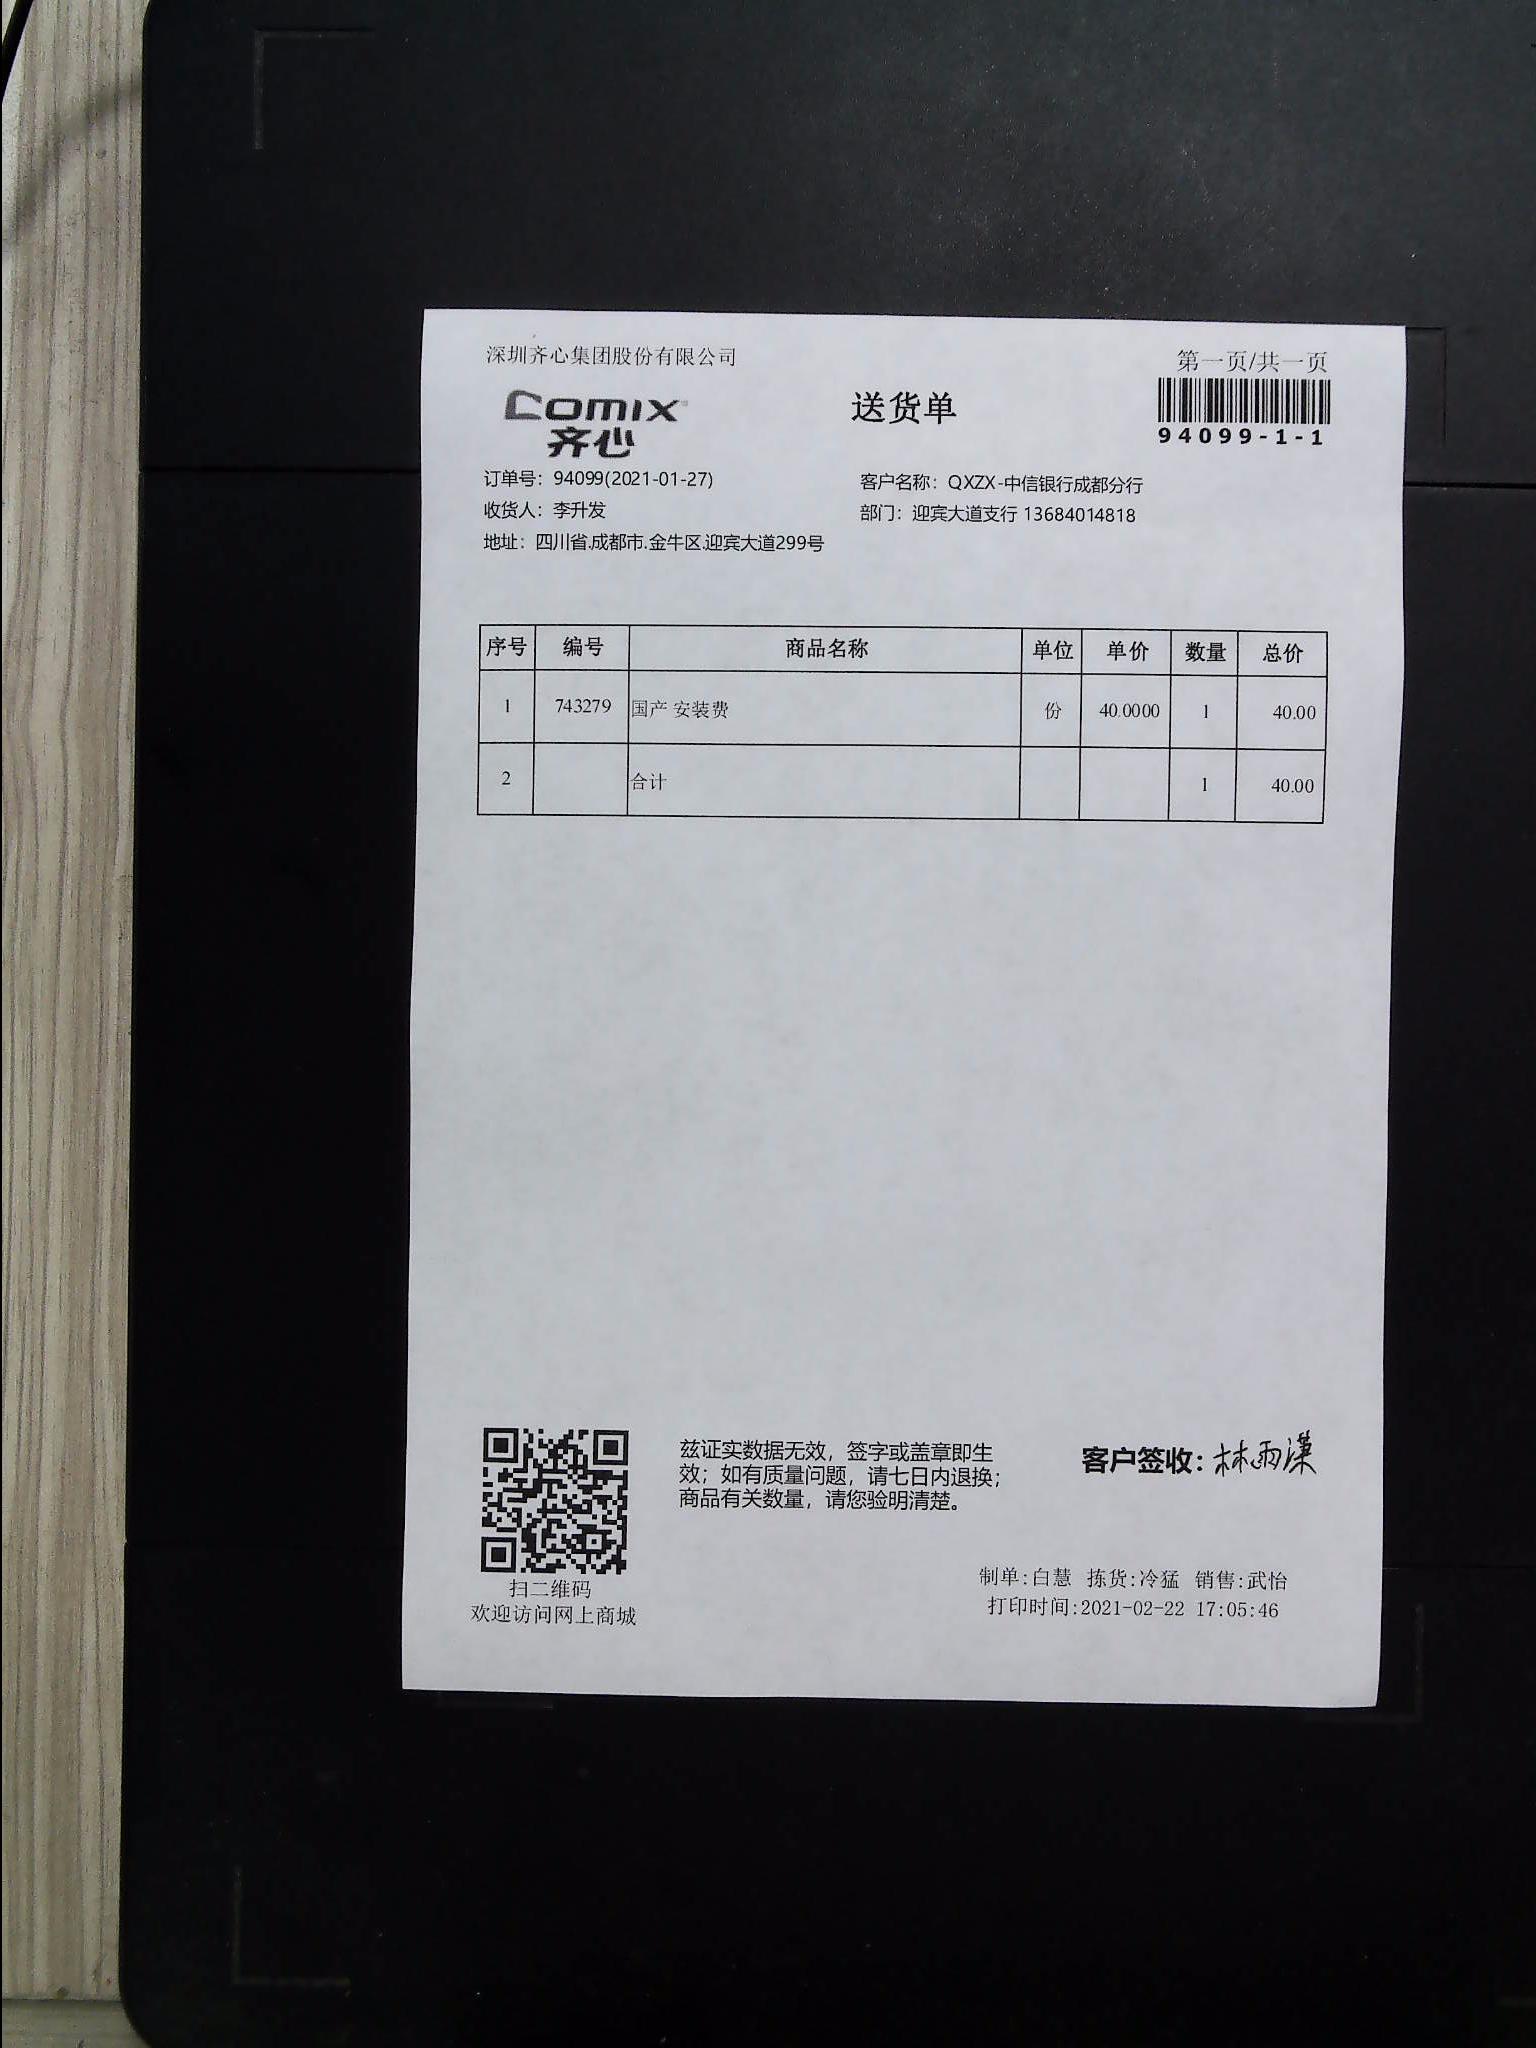 深圳齐心集团股份有限公司
第一页/共一页
comix
齐心
送货单
94099-1-1
订单号：94099(2021-01-27)
客户名称：QXZX-中信银行成都分行
收货人：李升发
部门：迎宾大道支行 13684014818
地址：四川省.成都市.金牛区.迎宾大道299号
序号 编号 商品名称 单位 单价 数量 总价
1 743279 国产 安装费 份 40.0000 1 40.00
2 合计 1 40.00
兹证实数据无效，签字或盖章即生
效；如有质量问题，请七日内退换；
商品有关数量，请您验明清楚。
客户签收：林雨潇
扫二维码
欢迎访问网上商城
制单:白慧 拣货:冷猛 销售:武怡
打印时间:2021-02-22 17:05:46